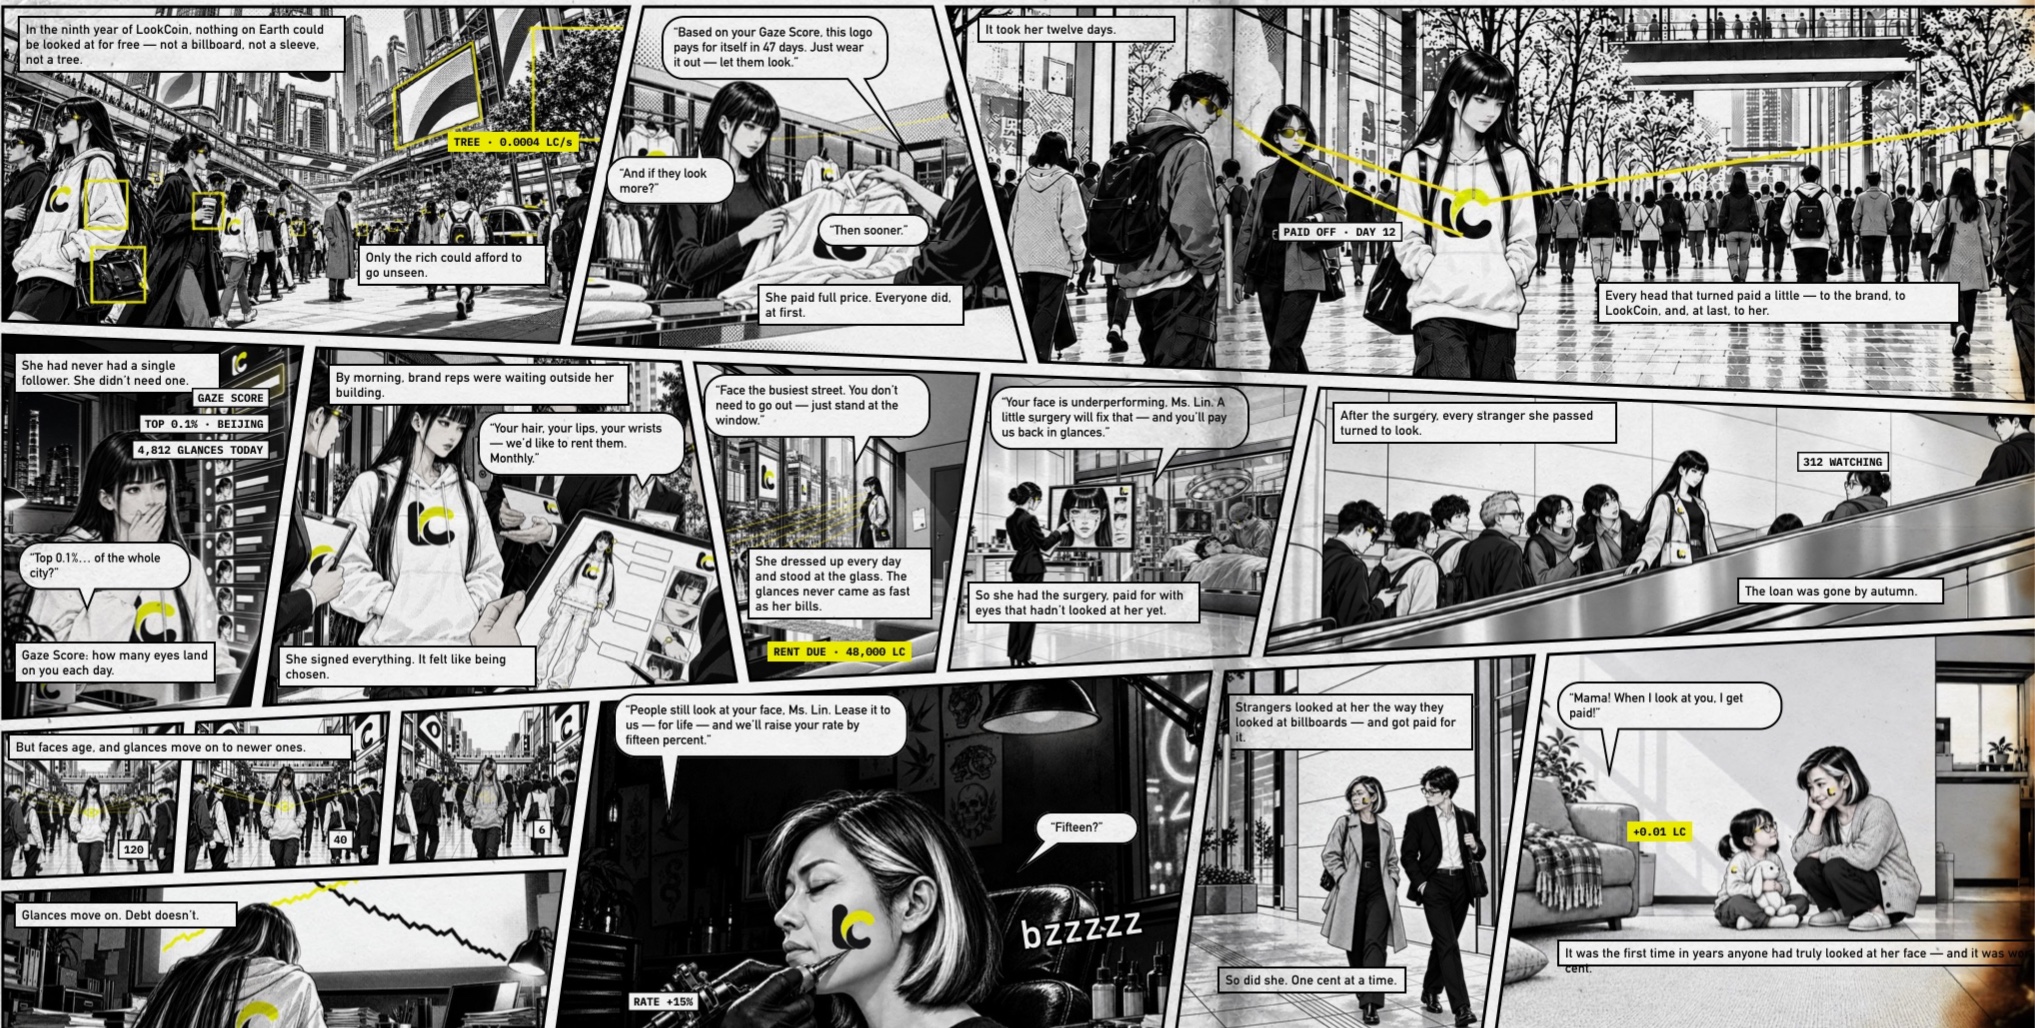 In the ninth year of LookCoin, nothing on Earth could
be looked at for free — not a billboard, not a sleeve,
not a tree.
TREE · 0.0004 LC/s
Only the rich could afford to
go unseen.
“Based on your Gaze Score, this logo
pays for itself in 47 days. Just wear
it out — let them look.”
“And if they look
more?”
“Then sooner.”
She paid full price. Everyone did,
at first.
It took her twelve days.
PAID OFF · DAY 12
Every head that turned paid a little — to the brand, to
LookCoin, and, at last, to her.
She had never had a single
follower. She didn’t need one.
GAZE SCORE
TOP 0.1% · BEIJING
4,812 GLANCES TODAY
“Top 0.1%... of the whole
city?”
Gaze Score: how many eyes land
on you each day.
By morning, brand reps were waiting outside her
building.
“Your hair, your lips, your wrists
— we’d like to rent them.
Monthly.”
She signed everything. It felt like being
chosen.
“Face the busiest street. You don’t
need to go out — just stand at the
window.”
She dressed up every day
and stood at the glass. The
glances never came as fast
as her bills.
RENT DUE · 48,000 LC
“Your face is underperforming, Ms. Lin. A
little surgery will fix that — and you’ll pay
us back in glances.”
So she had the surgery, paid for with
eyes that hadn’t looked at her yet.
After the surgery, every stranger she passed
turned to look.
312 WATCHING
The loan was gone by autumn.
But faces age, and glances move on to newer ones.
120
40
6
Glances move on. Debt doesn’t.
“People still look at your face, Ms. Lin. Lease it to
us — for life — and we’ll raise your rate by
fifteen percent.”
“Fifteen?”
bzzzzz
RATE +15%
Strangers looked at her the way they
looked at billboards — and got paid for
it.
So did she. One cent at a time.
“Mama! When I look at you, I get
paid!”
+0.01 LC
It was the first time in years anyone had truly looked at her face — and it was
cent.